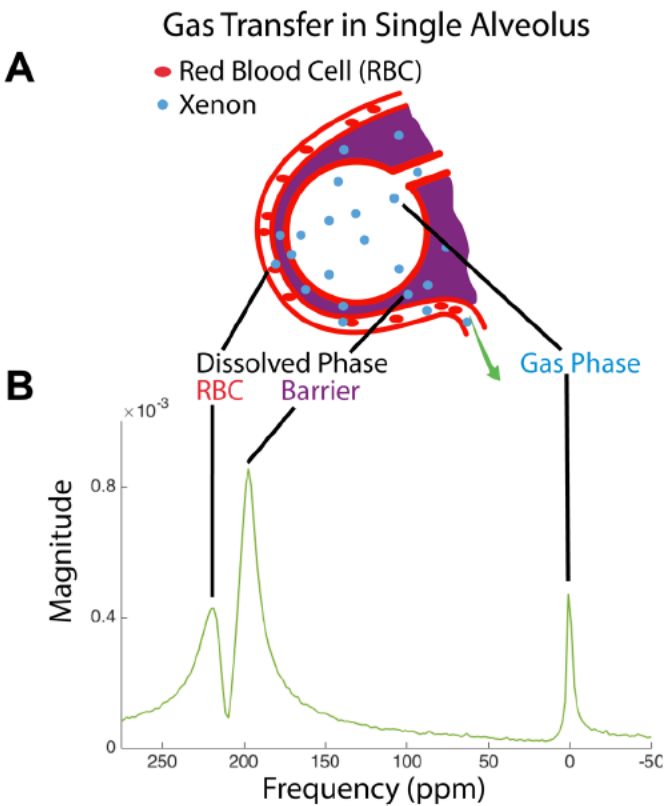 Gas Transfer in Single Alveolus
A
Red Blood Cell (RBC)
Xenon
Dissolved Phase
RBC Barrier
Gas Phase
B
×10⁻³
0.8
0.4
0
Magnitude
250 200 150 100 50 0 -50
Frequency (ppm)